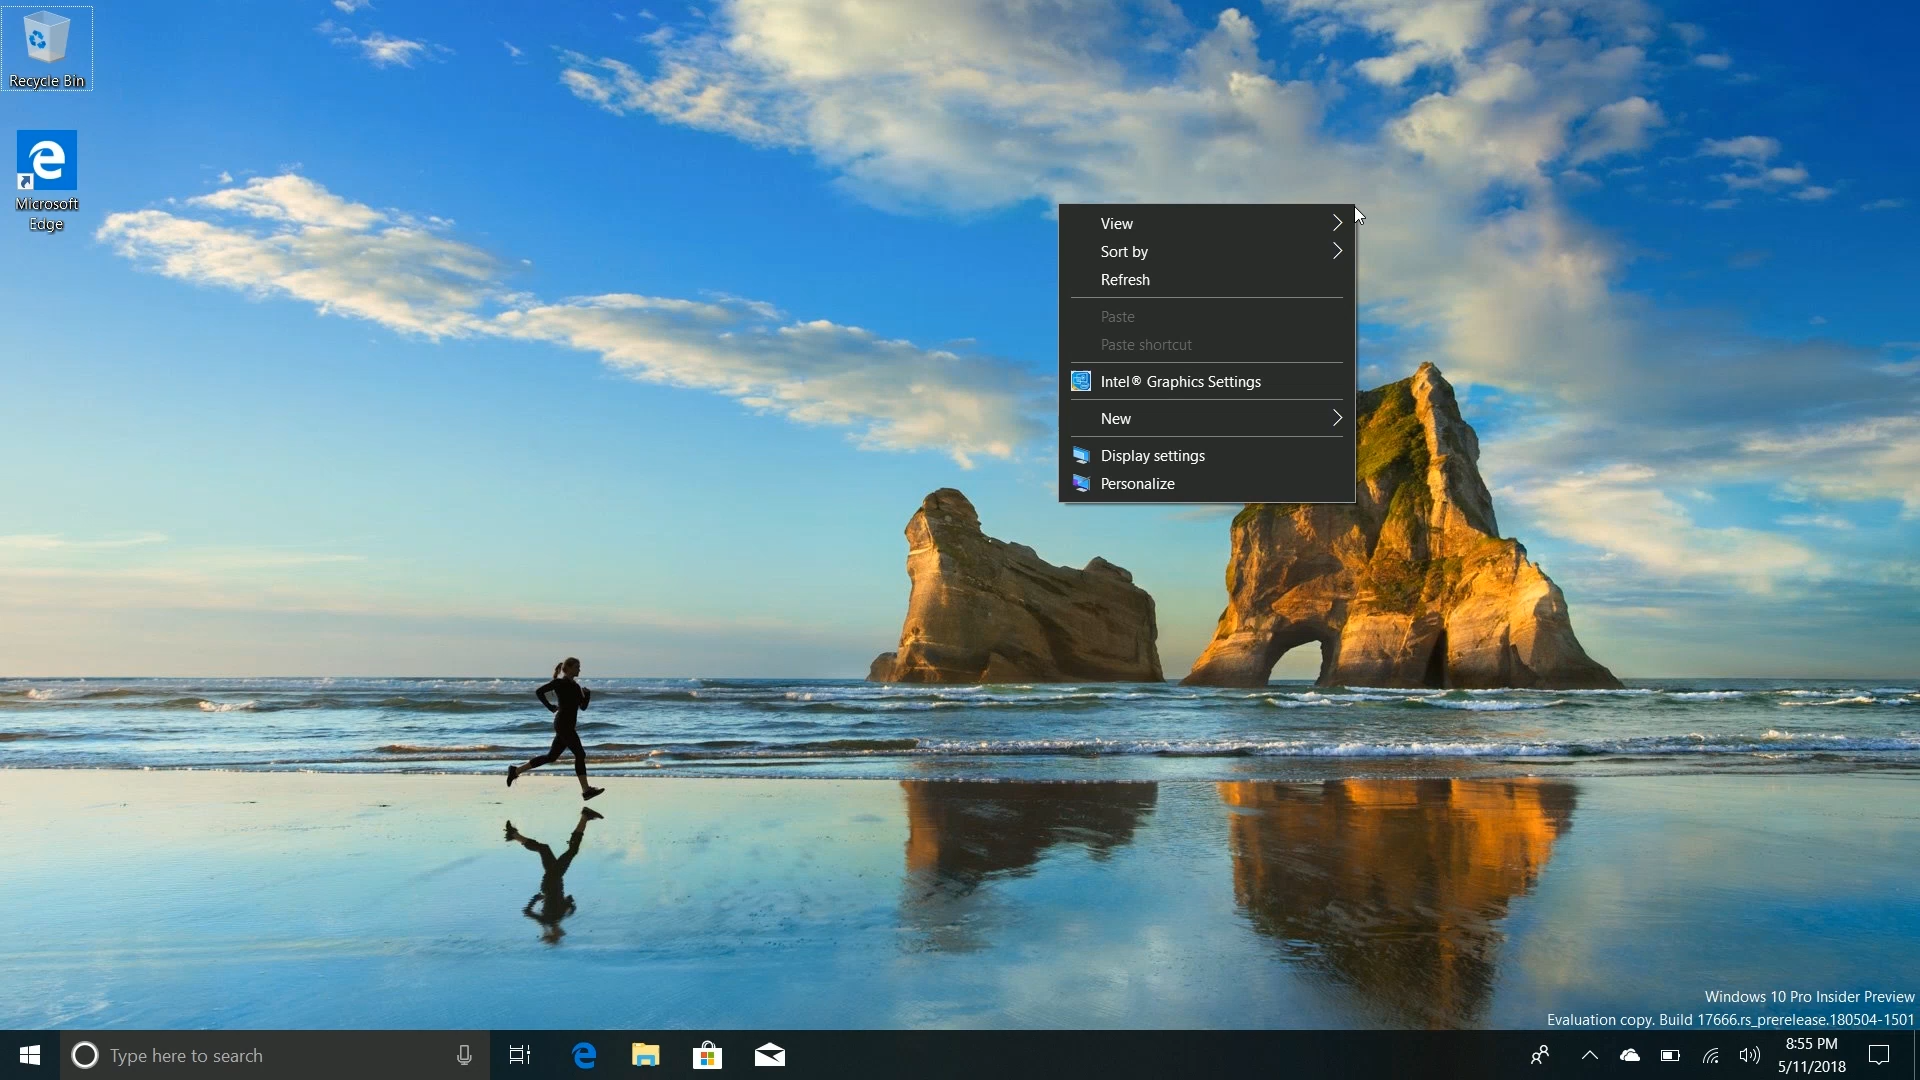 Recycle Bin
Microsoft
Edge
View
Sort by
Refresh
Paste
Paste shortcut
Intel® Graphics Settings
New
Display settings
Personalize
Windows 10 Pro Insider Preview
Evaluation copy. Build 17666.rs_prerelease.180504-1501
Type here to search
8:55 PM
5/11/2018